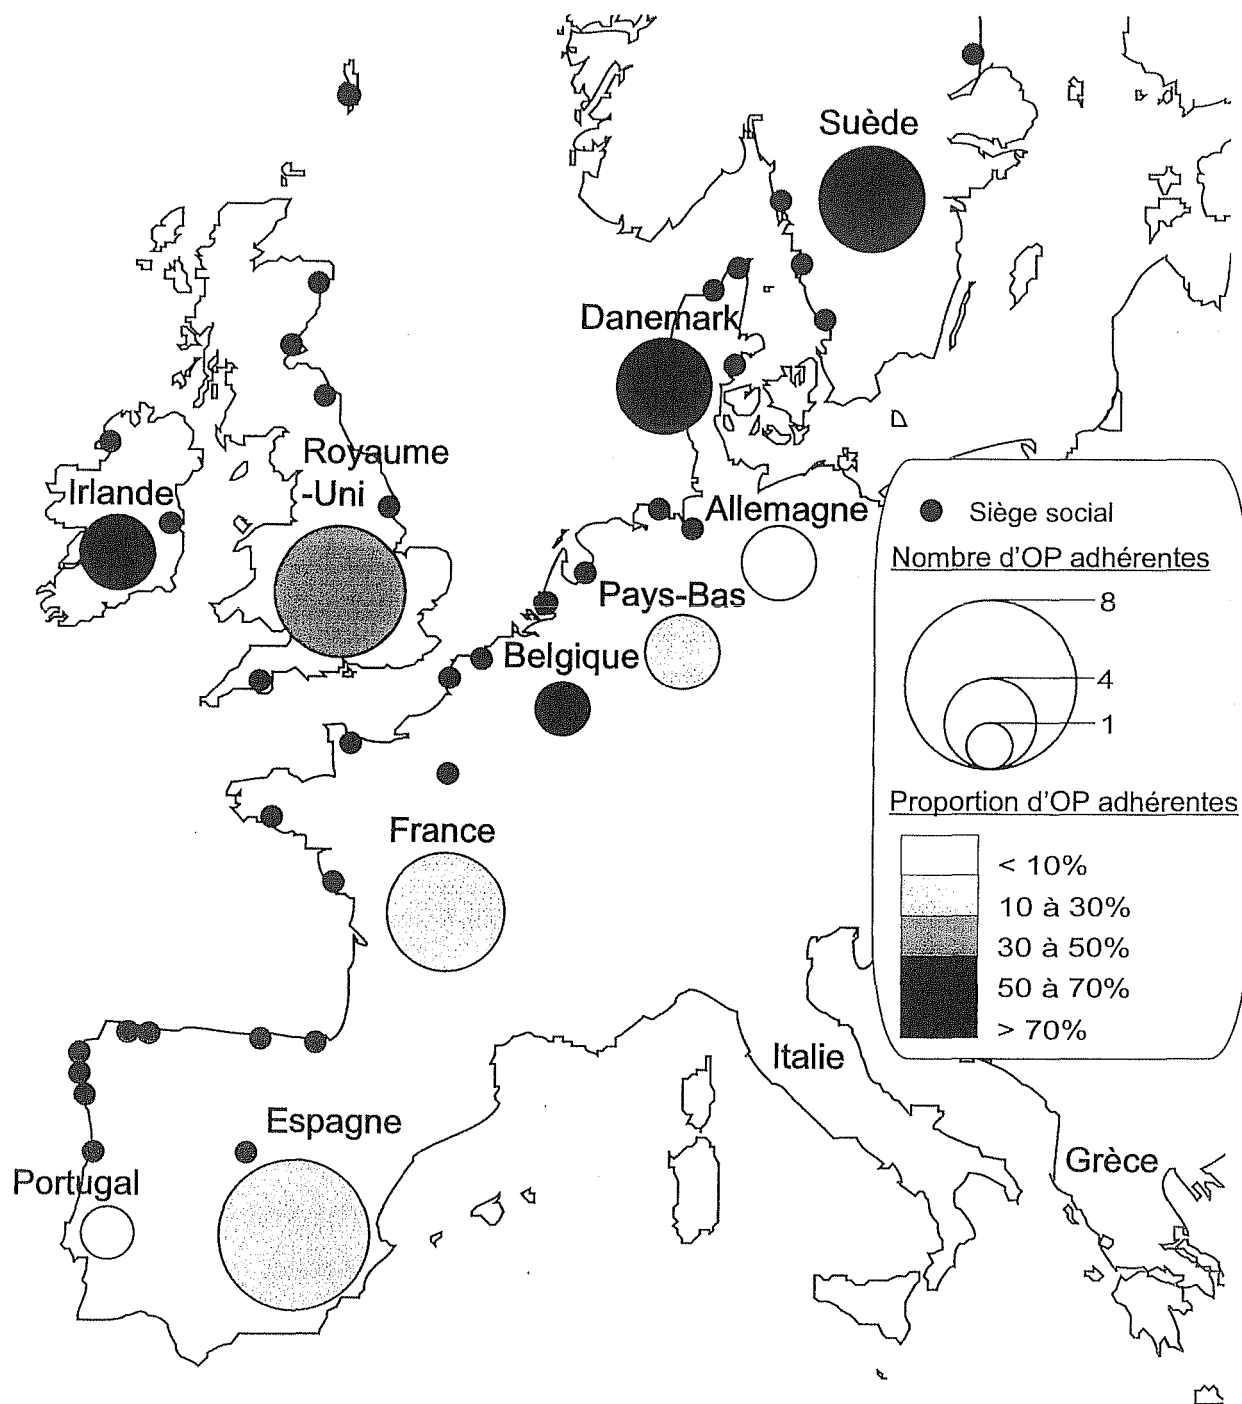 Suède
Danemark
Royaume
-Uni
Irlande
Allemagne
Pays-Bas
Belgique
France
Italie
Espagne
Grèce
Portugal
Siège social
Nombre d'OP adhérentes
8
4
1
Proportion d'OP adhérentes
< 10%
10 à 30%
30 à 50%
50 à 70%
> 70%